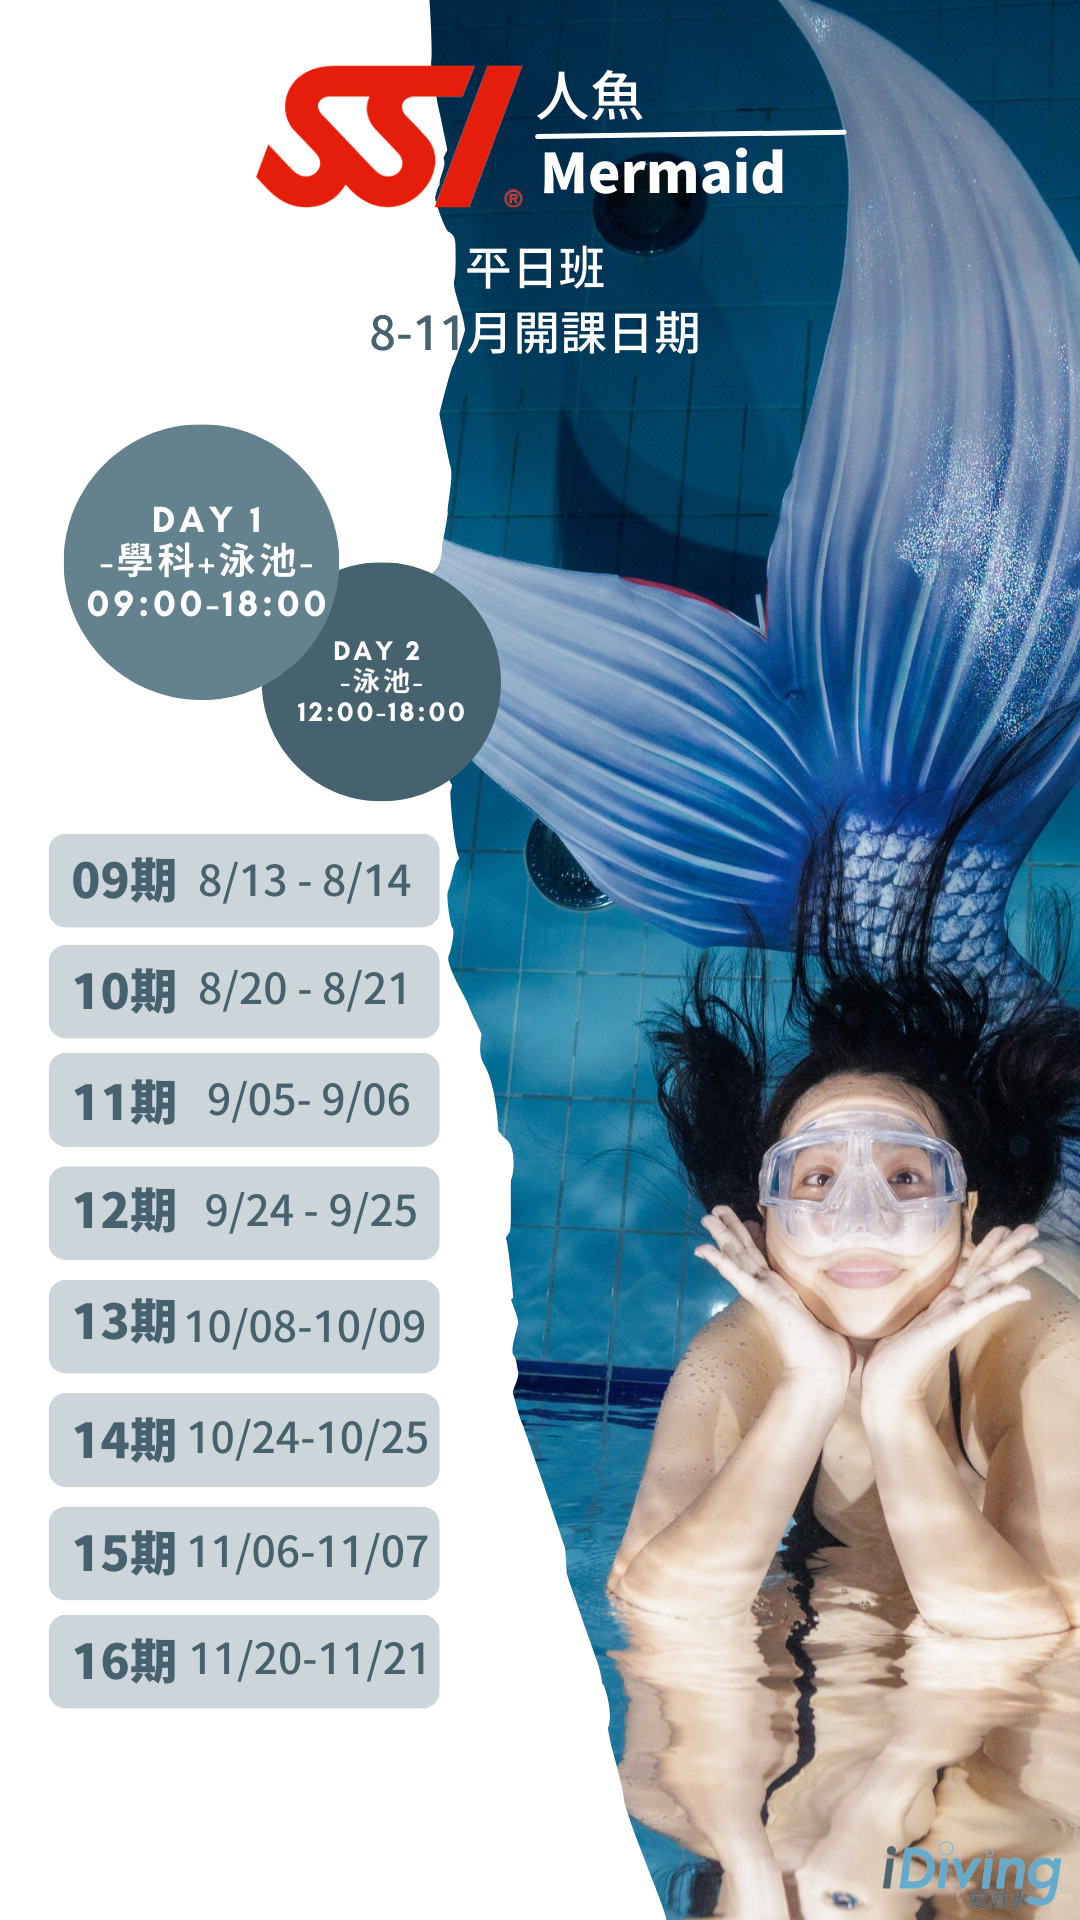 SSI®
人魚
Mermaid
平日班
8-11月開課日期
DAY 1
-學科+泳池-
09:00-18:00
DAY 2
-泳池-
12:00-18:00
09期 8/13 - 8/14
10期 8/20 - 8/21
11期 9/05- 9/06
12期 9/24 - 9/25
13期 10/08-10/09
14期 10/24-10/25
15期 11/06-11/07
16期 11/20-11/21
iDiving
愛潛水